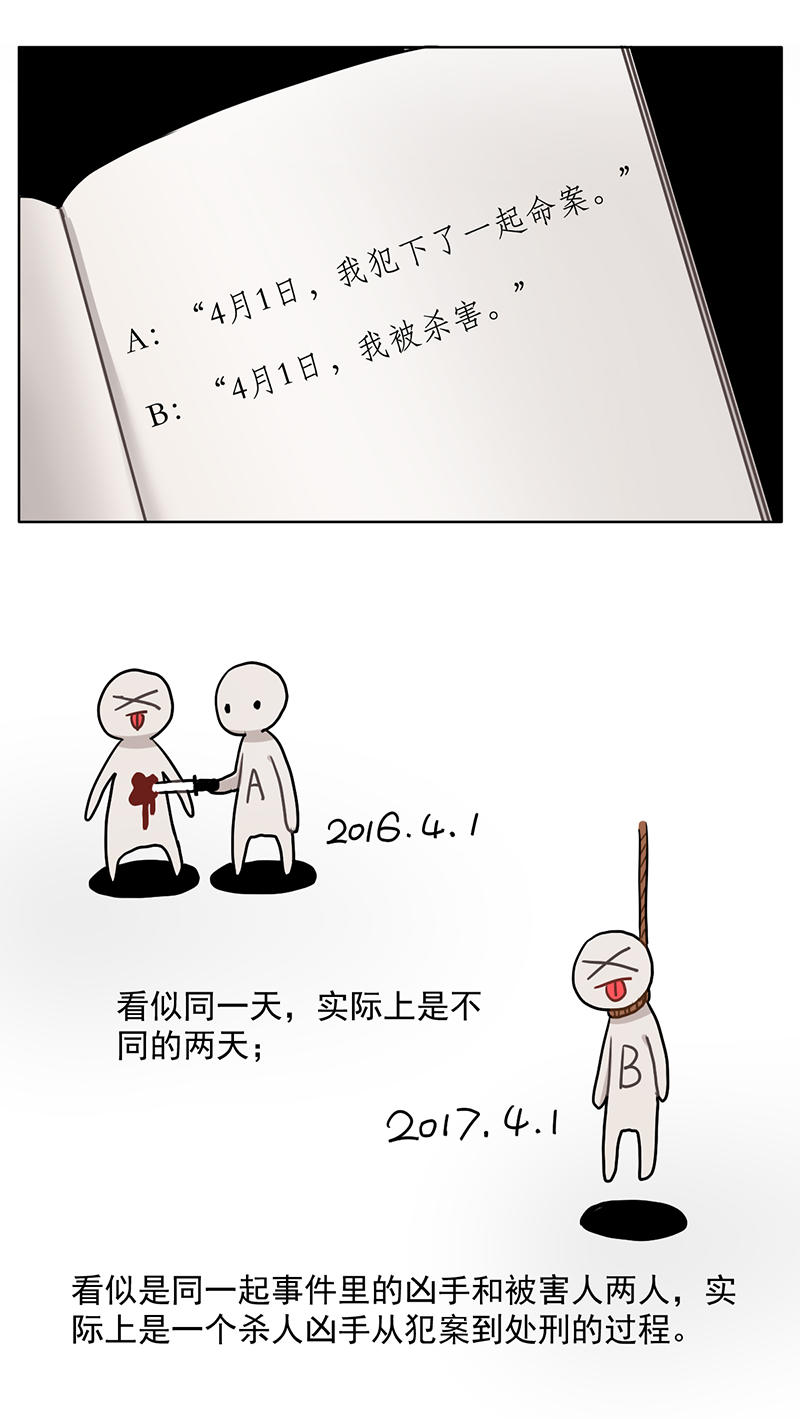 A：“4月1日，我犯下了一起命案。”
B：“4月1日，我被杀害。”
A
2016.4.1
看似同一天，实际上是不
同的两天；
B
2017.4.1
看似是同一起事件里的凶手和被害人两人，实
际上是一个杀人凶手从犯案到处刑的过程。